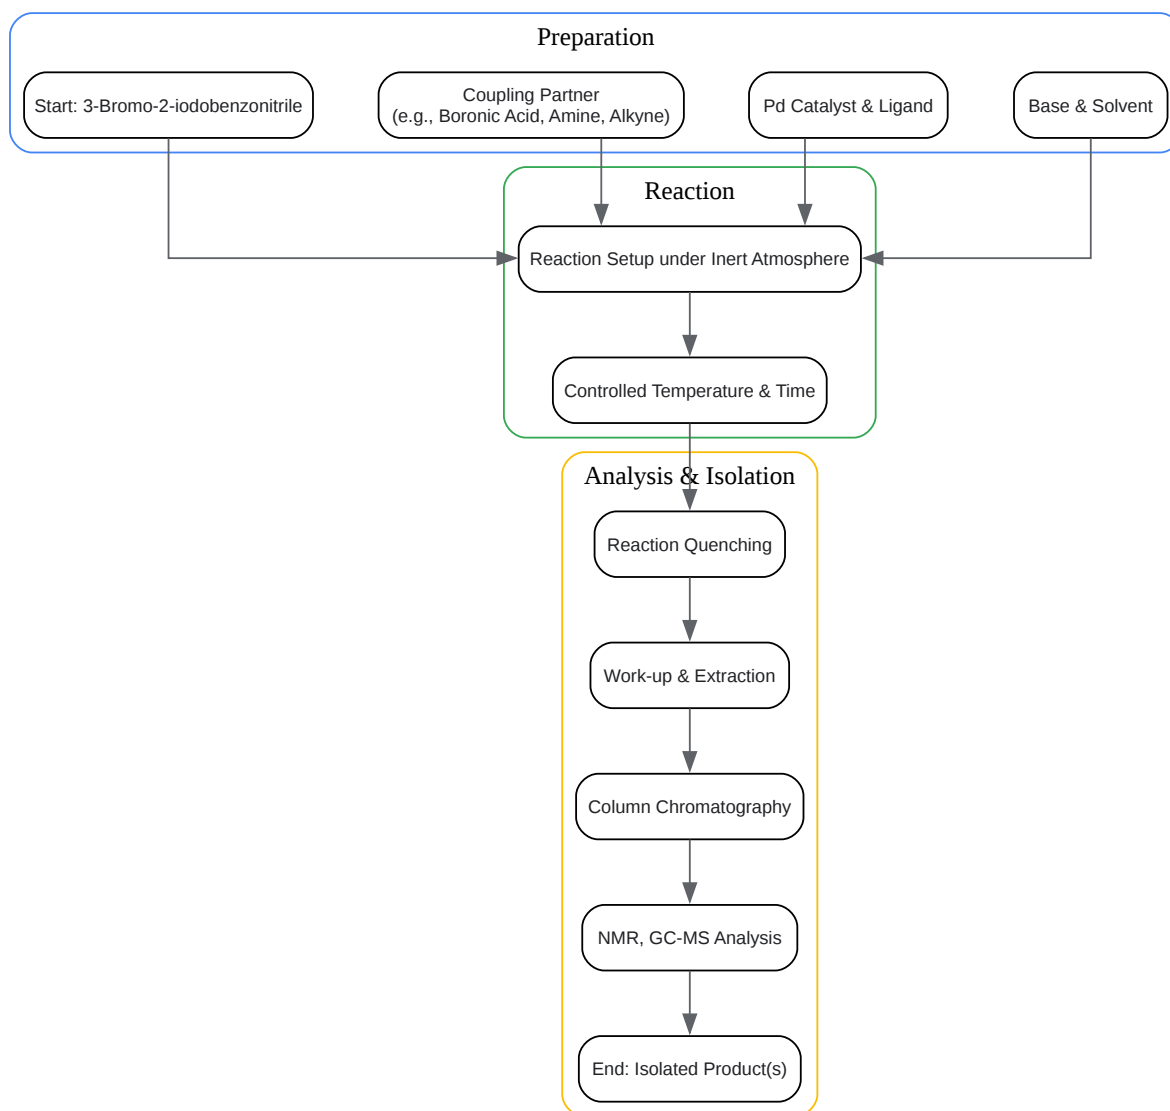 Preparation
Start: 3-Bromo-2-iodobenzonitrile
Coupling Partner
(e.g., Boronic Acid, Amine, Alkyne)
Pd Catalyst & Ligand
Base & Solvent
Reaction
Reaction Setup under Inert Atmosphere
Controlled Temperature & Time
Analysis & Isolation
Reaction Quenching
Work-up & Extraction
Column Chromatography
NMR, GC-MS Analysis
End: Isolated Product(s)